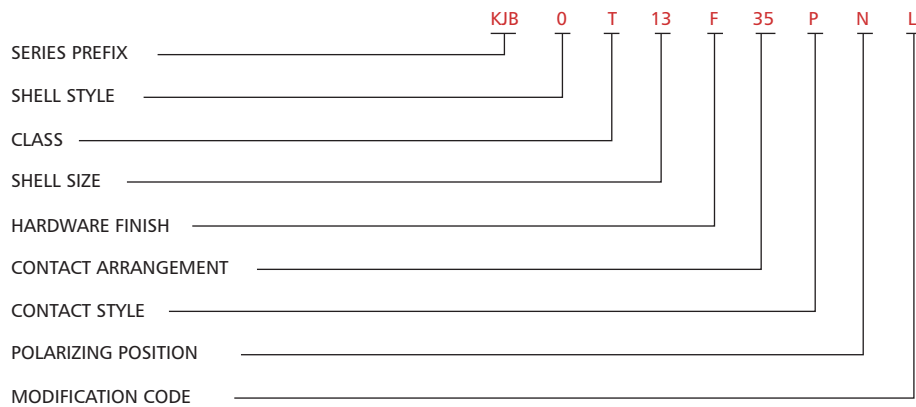 KJB 0 T 13 F 35 P N L
SERIES PREFIX
SHELL STYLE
CLASS
SHELL SIZE
HARDWARE FINISH
CONTACT ARRANGEMENT
CONTACT STYLE
POLARIZING POSITION
MODIFICATION CODE